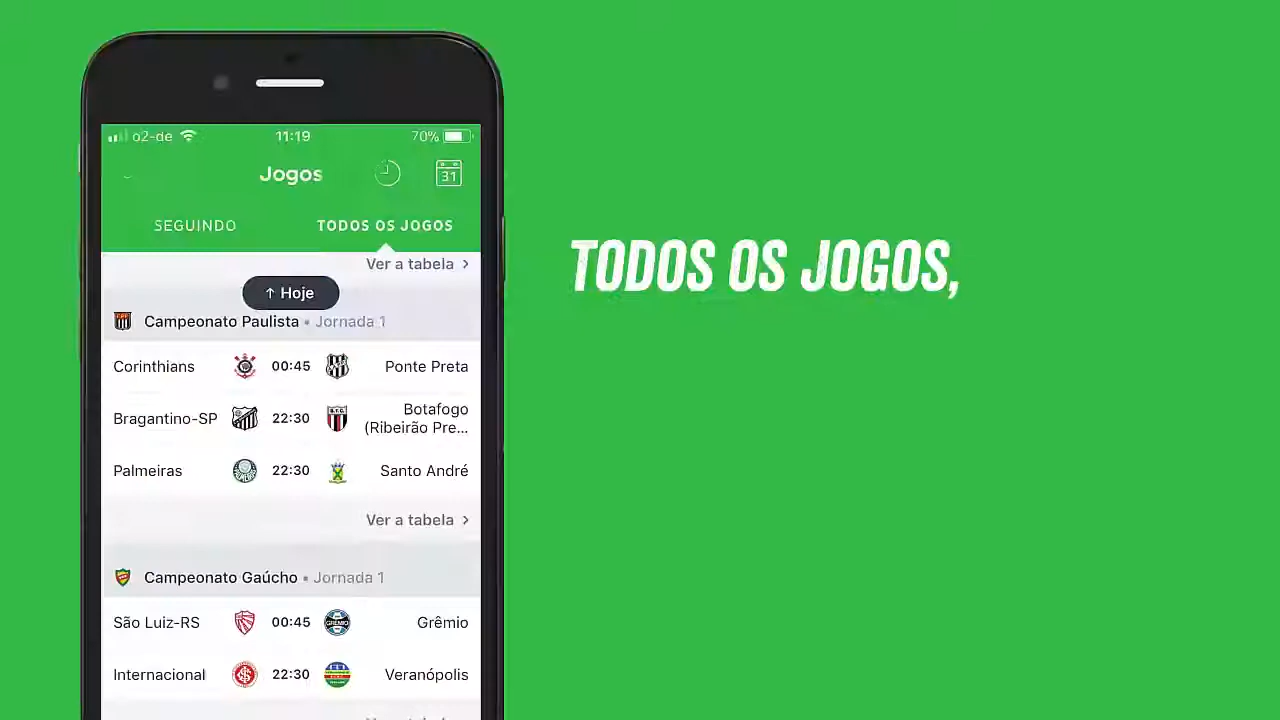 o2-de 11:19 70%
Jogos 31
SEGUINDO TODOS OS JOGOS
Ver a tabela >
↑ Hoje
Campeonato Paulista • Jornada 1
Corinthians 00:45 Ponte Preta
Bragantino-SP 22:30 Botafogo
(Ribeirão Pre...
Palmeiras 22:30 Santo André
Ver a tabela >
Campeonato Gaúcho • Jornada 1
São Luiz-RS 00:45 Grêmio
Internacional 22:30 Veranópolis
TODOS OS JOGOS,